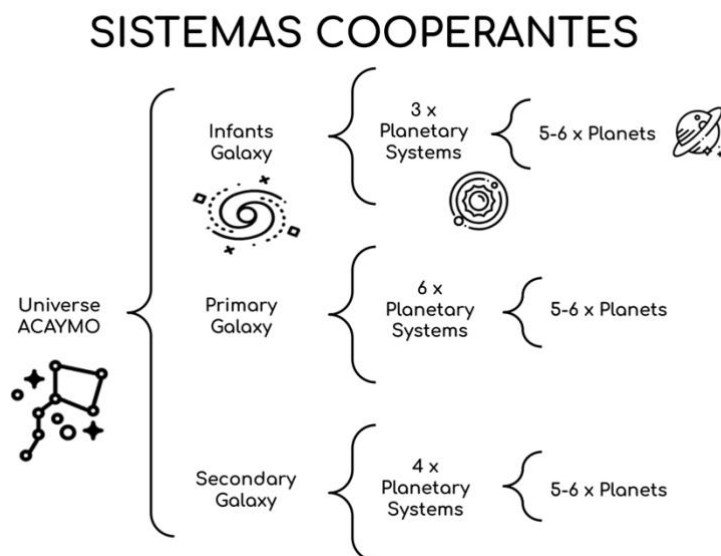 SISTEMAS COOPERANTES
Universe
ACAYMO
Infants
Galaxy
3 x
Planetary
Systems
5-6 x Planets
Primary
Galaxy
6 x
Planetary
Systems
5-6 x Planets
Secondary
Galaxy
4 x
Planetary
Systems
5-6 x Planets